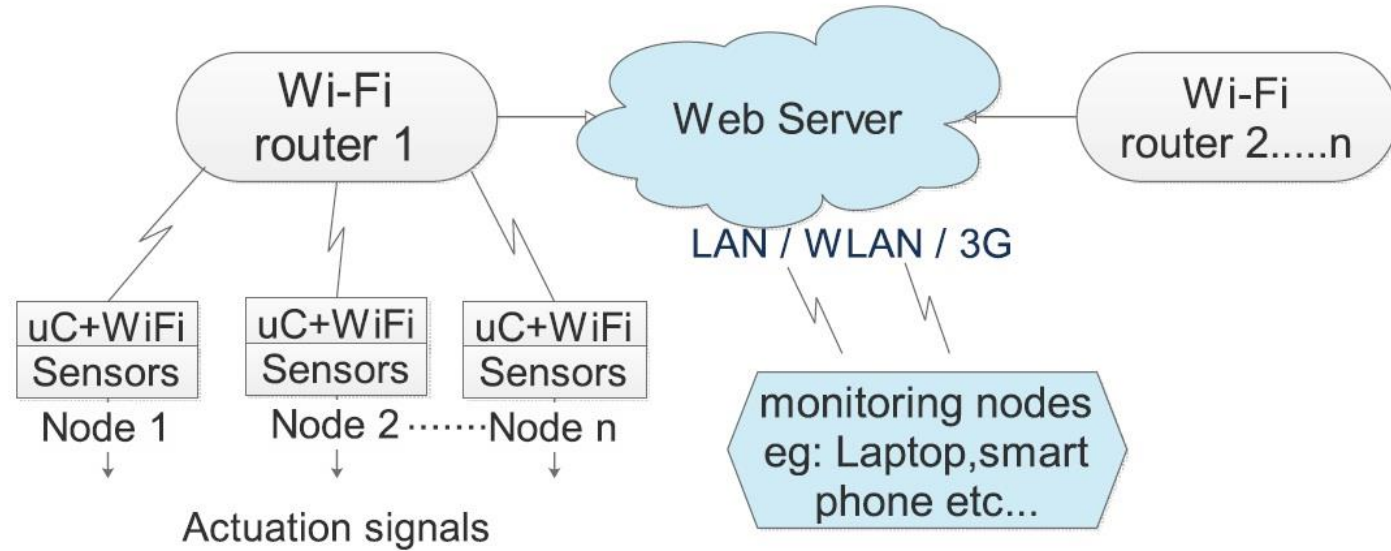 Wi-Fi
router 1
Web Server
Wi-Fi
router 2.....n
LAN / WLAN / 3G
uC+WiFi
Sensors
Node 1
uC+WiFi
Sensors
Node 2 .......
uC+WiFi
Sensors
Node n
Actuation signals
monitoring nodes
eg: Laptop,smart
phone etc...